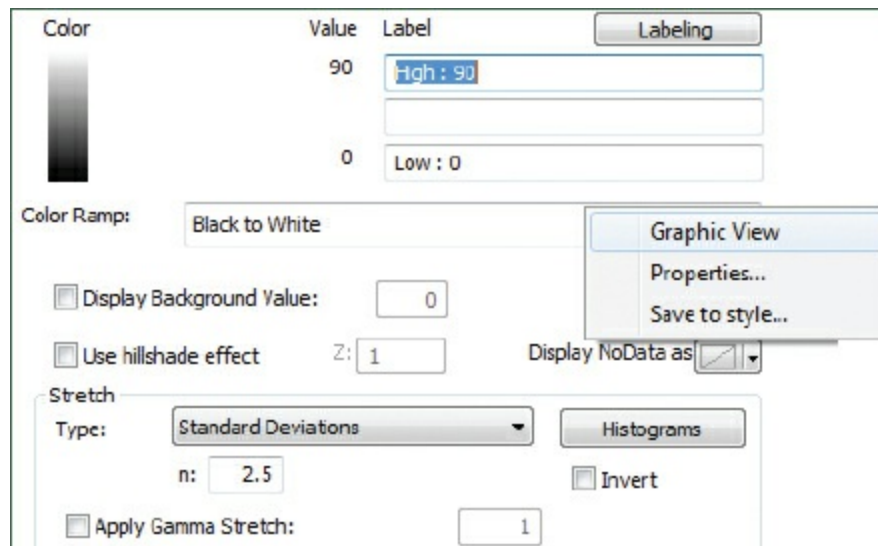 Color Value Label Labeling
90 High : 90
0 Low : 0
Color Ramp: Black to White
Graphic View
Properties...
Save to style...
Display Background Value: 0
Use hillshade effect Z: 1 Display NoData as
Stretch
Type: Standard Deviations Histograms
n: 2.5 Invert
Apply Gamma Stretch: 1